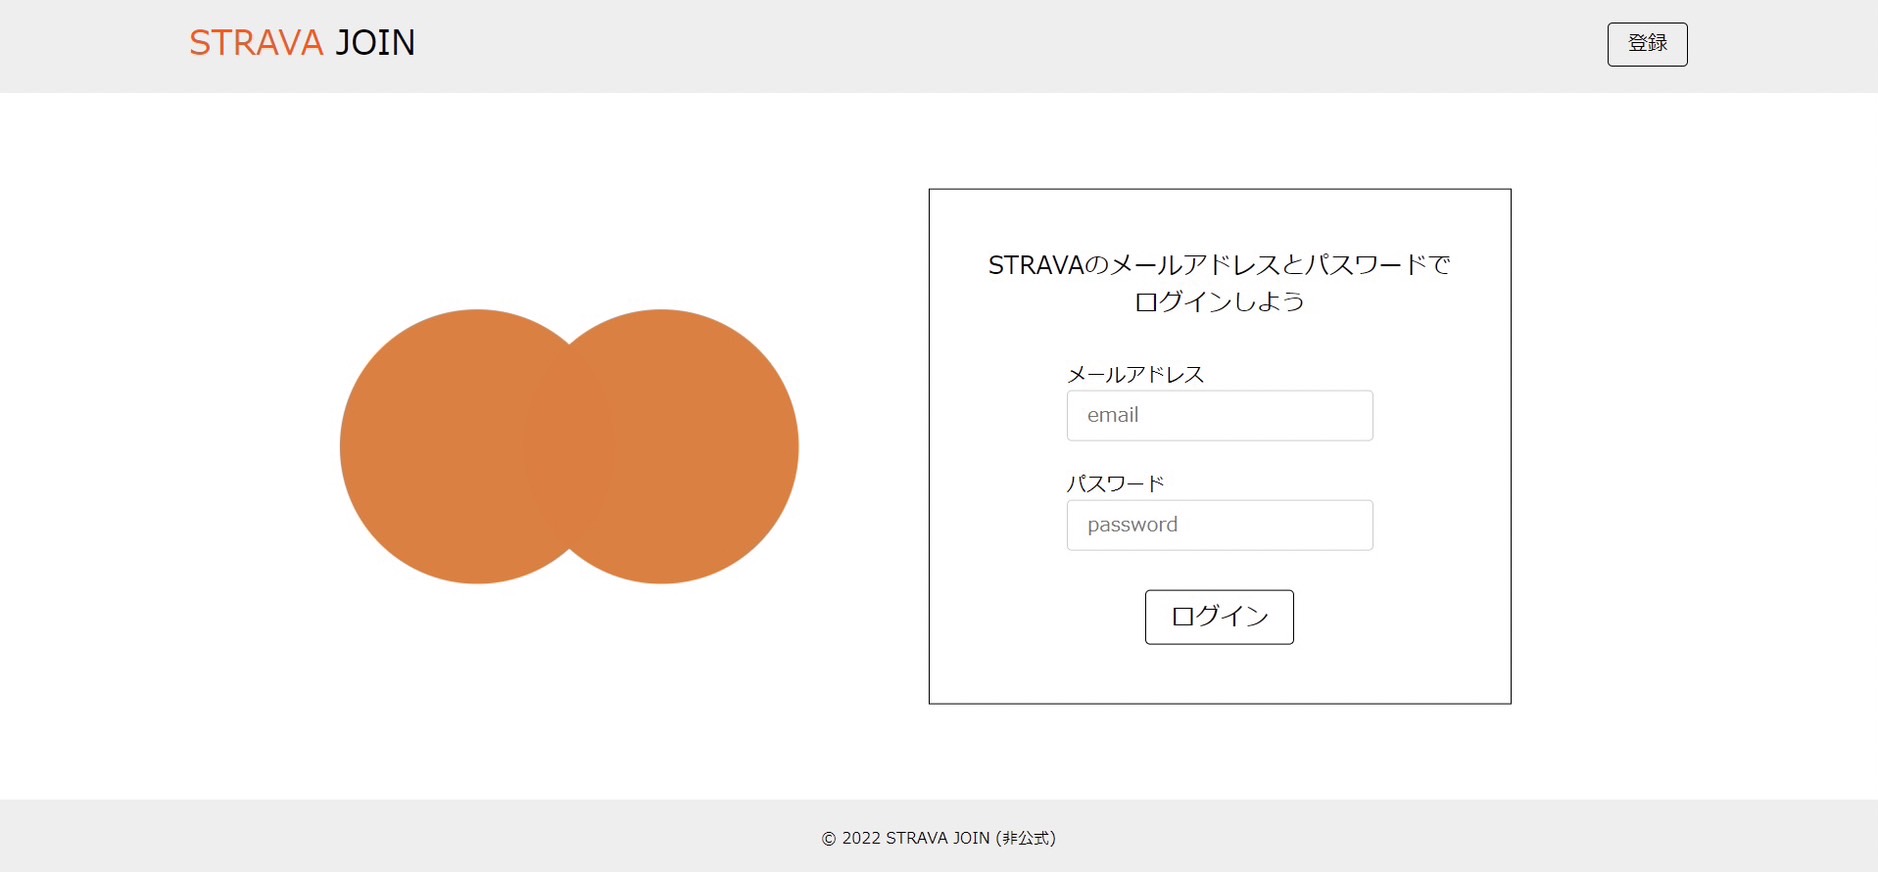 STRAVA JOIN
登録
STRAVAのメールアドレスとパスワードで
ログインしよう
メールアドレス
email
パスワード
password
ログイン
© 2022 STRAVA JOIN (非公式)